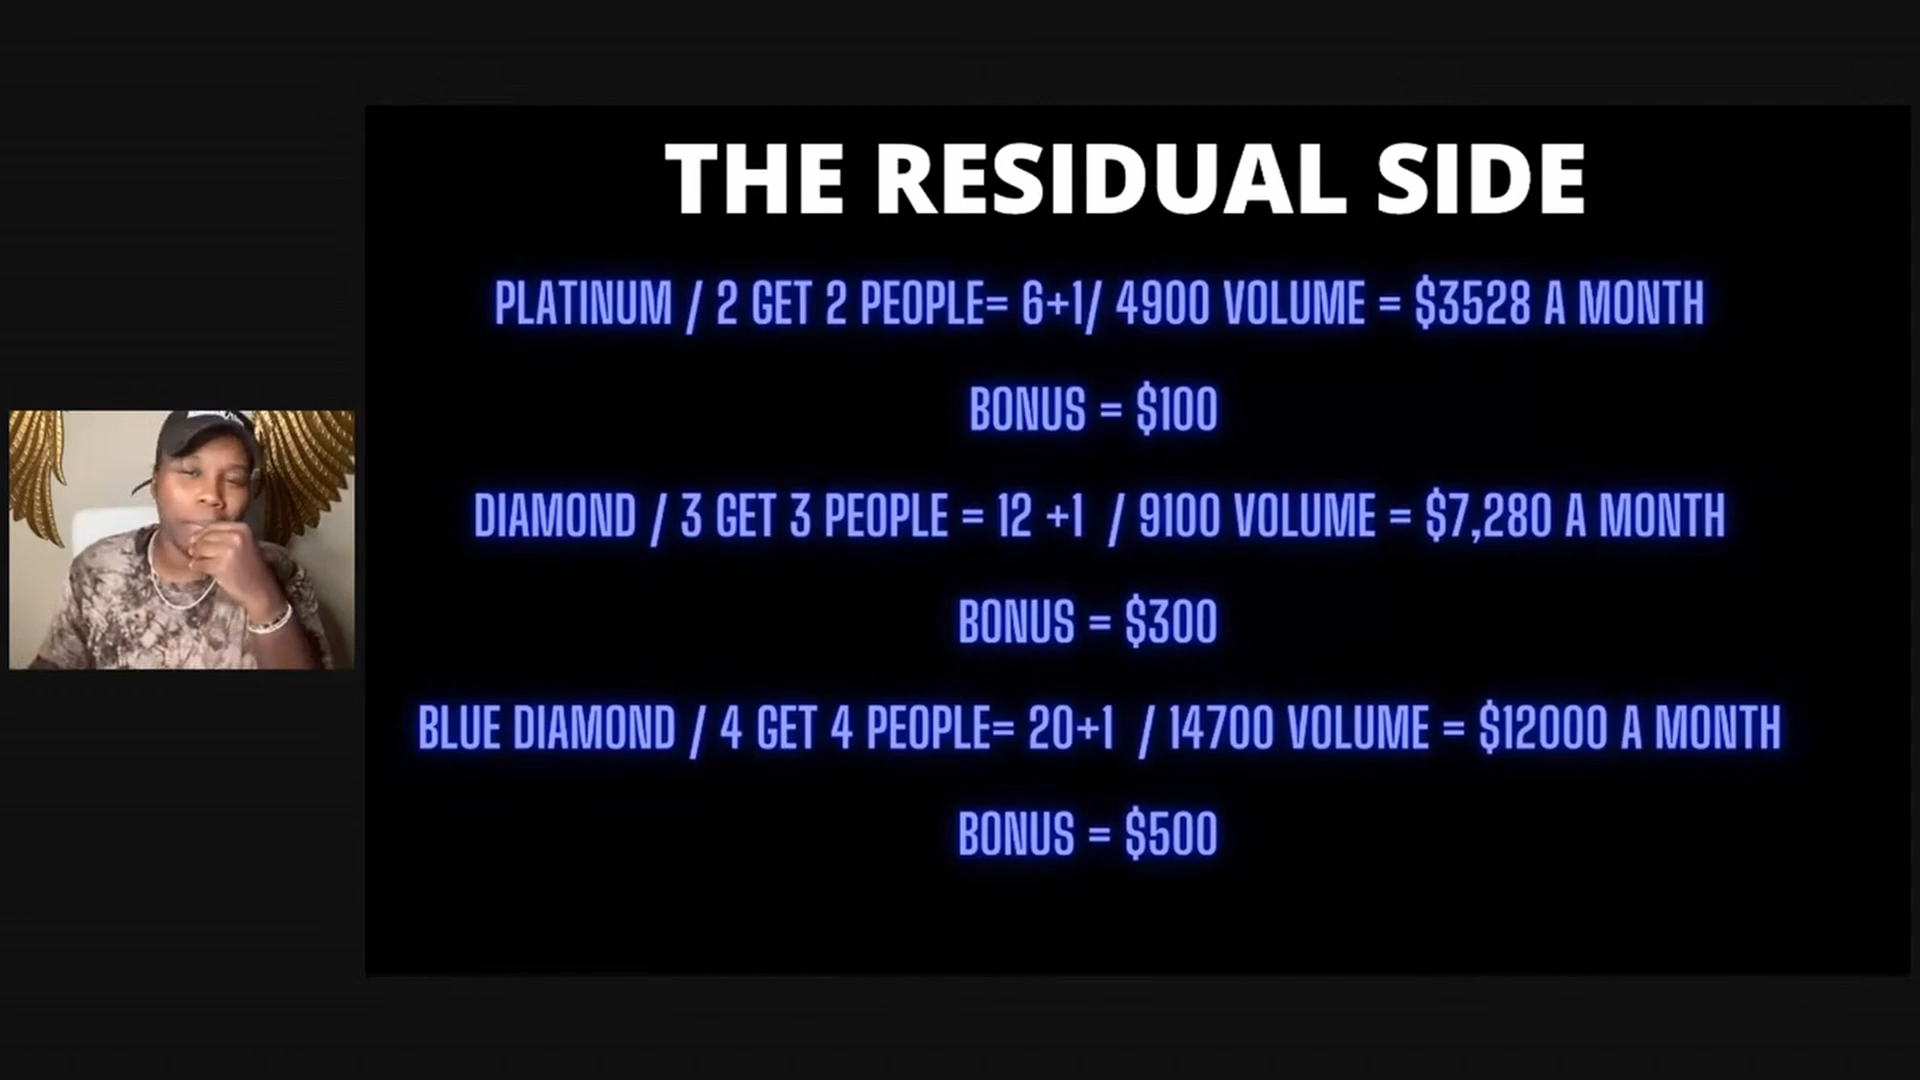 THE RESIDUAL SIDE
PLATINUM / 2 GET 2 PEOPLE= 6+1/ 4900 VOLUME = $3528 A MONTH
BONUS = $100
DIAMOND / 3 GET 3 PEOPLE = 12 +1 / 9100 VOLUME = $7,280 A MONTH
BONUS = $300
BLUE DIAMOND / 4 GET 4 PEOPLE= 20+1 / 14700 VOLUME = $12000 A MONTH
BONUS = $500